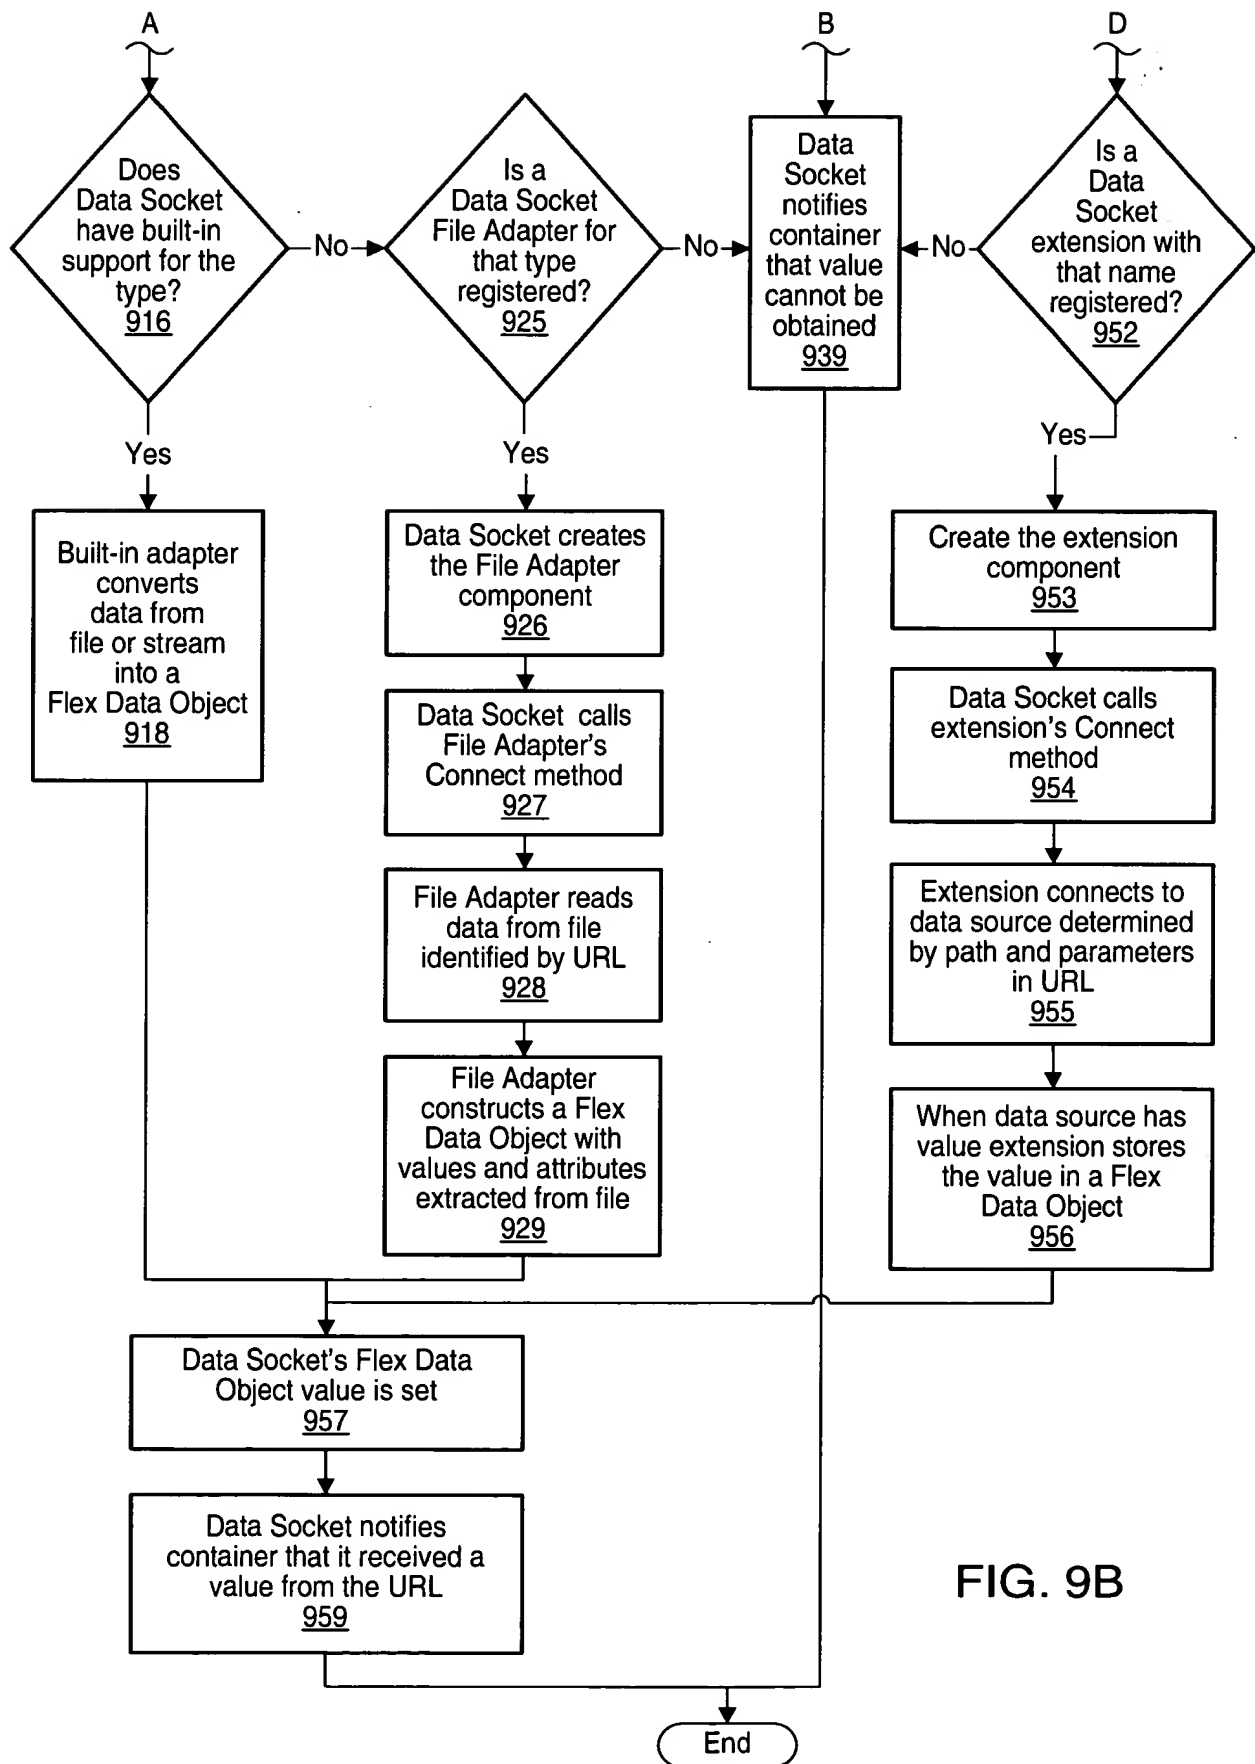 A
B
D
Does
Data Socket
have built-in
support for the
type?
916
No
Is a
Data Socket
File Adapter for
that type
registered?
925
No
Data
Socket
notifies
container
that value
cannot be
obtained
939
No
Is a
Data
Socket
extension with
that name
registered?
952
Yes
Yes
Yes
Built-in adapter
converts
data from
file or stream
into a
Flex Data Object
918
Data Socket creates
the File Adapter
component
926
Data Socket calls
File Adapter's
Connect method
927
File Adapter reads
data from file
identified by URL
928
File Adapter
constructs a Flex
Data Object with
values and attributes
extracted from file
929
Create the extension
component
953
Data Socket calls
extension's Connect
method
954
Extension connects to
data source determined
by path and parameters
in URL
955
When data source has
value extension stores
the value in a Flex
Data Object
956
Data Socket's Flex Data
Object value is set
957
Data Socket notifies
container that it received a
value from the URL
959
End
FIG. 9B